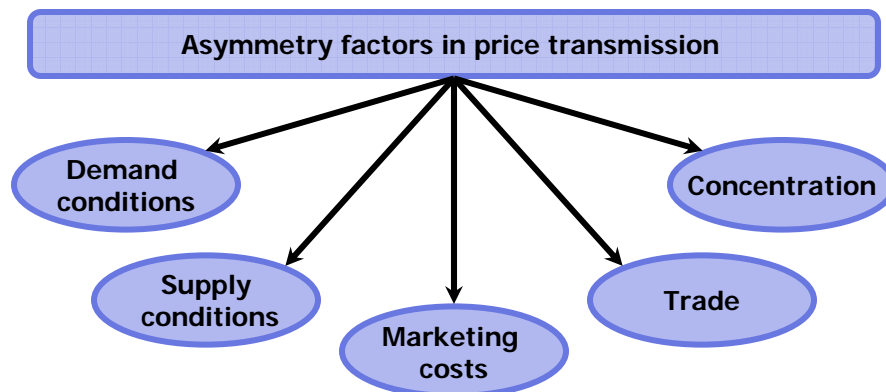 Asymmetry factors in price transmission
Demand
conditions
Supply
conditions
Marketing
costs
Trade
Concentration